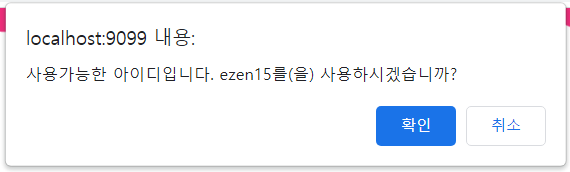 localhost:9099 내용:
사용가능한 아이디입니다. ezen15를(을) 사용하시겠습니까?
확인
취소